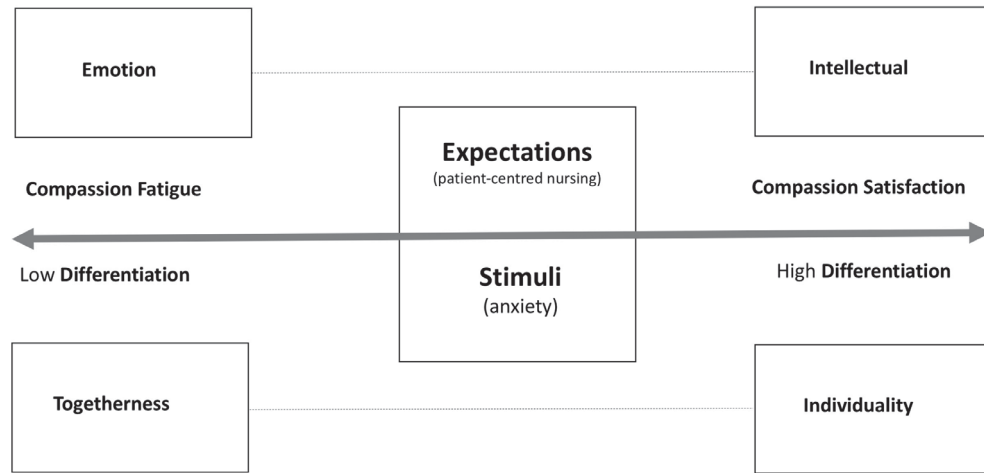 Emotion
Intellectual
Expectations
(patient-centred nursing)
Compassion Fatigue
Compassion Satisfaction
Low Differentiation
Stimuli
High Differentiation
(anxiety)
Togetherness
Individuality